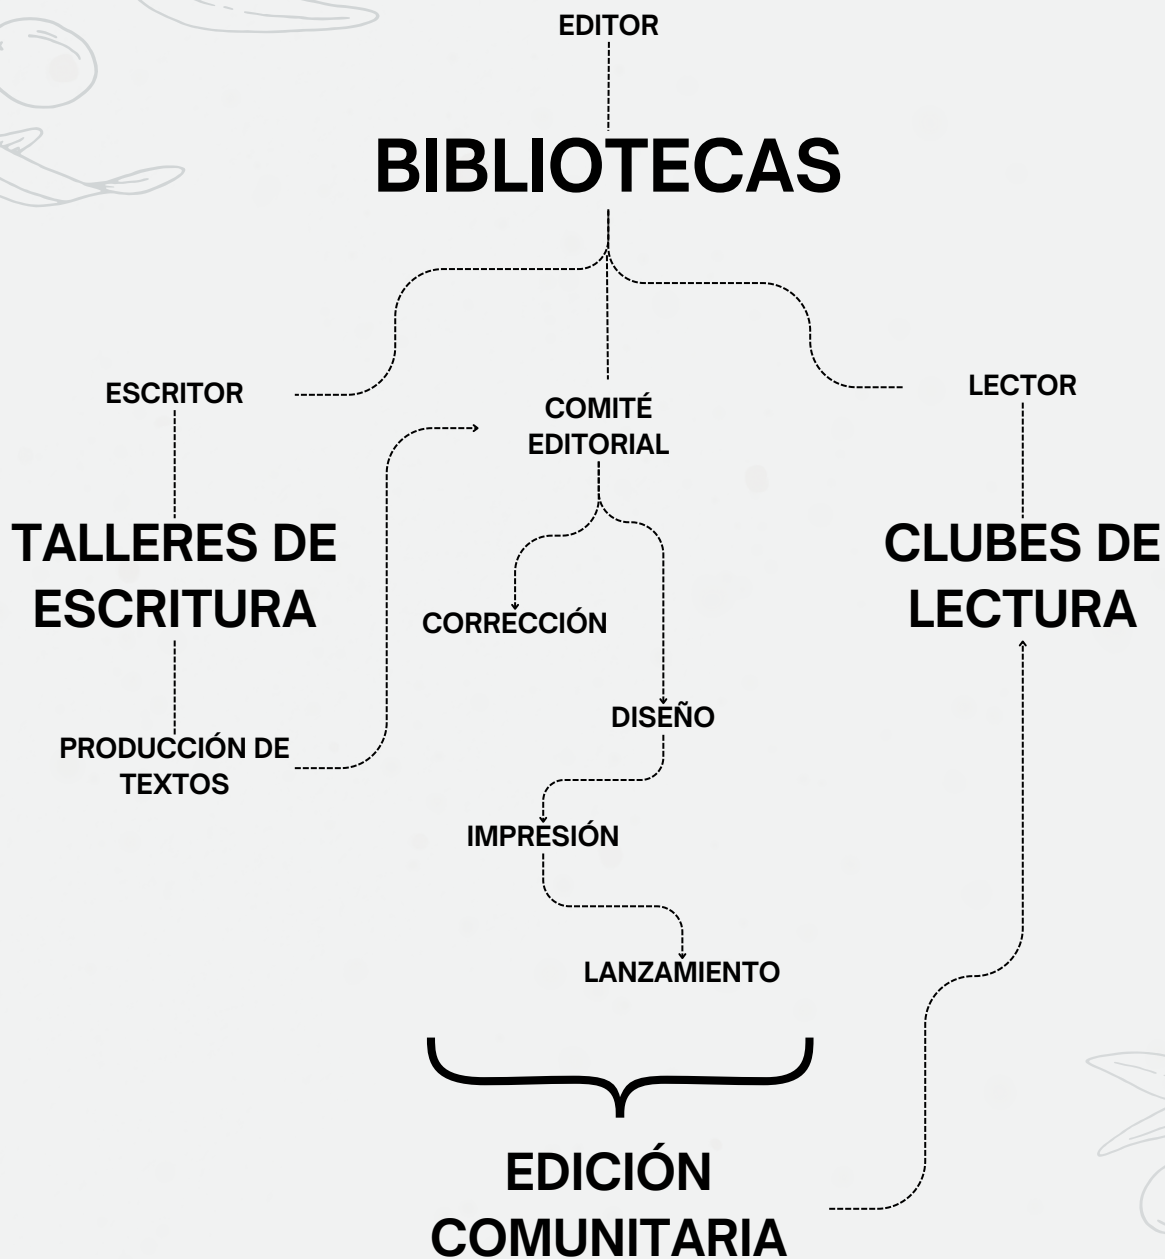 EDITOR
BIBLIOTECAS
ESCRITOR
LECTOR
COMITÉ
EDITORIAL
TALLERES DE
ESCRITURA
CLUBES DE
LECTURA
CORRECCIÓN
DISEÑO
PRODUCCIÓN DE
TEXTOS
IMPRESIÓN
LANZAMIENTO
EDICIÓN
COMUNITARIA